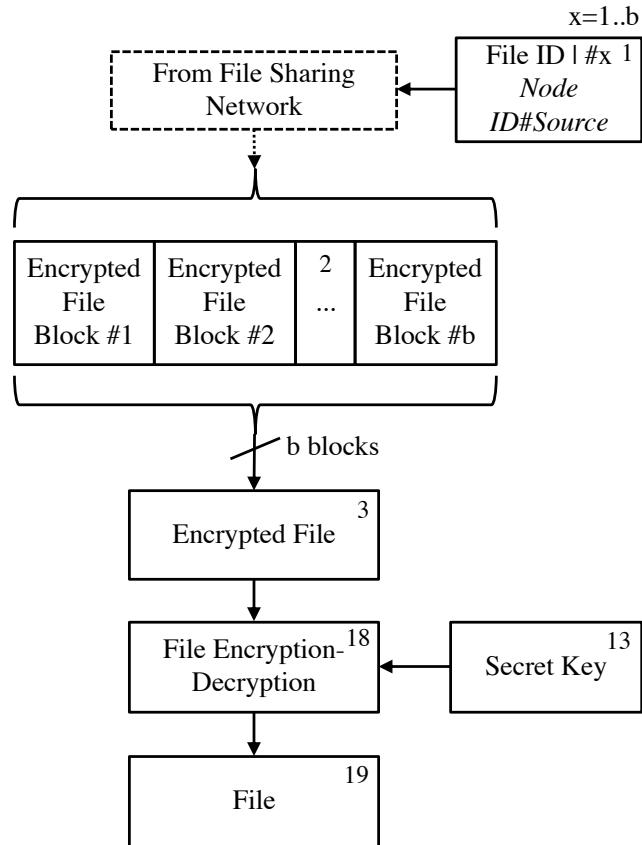 x=1..b
From File Sharing
Network
File ID | #x 1
Node
ID#Source
Encrypted
File
Block #1
Encrypted
File
Block #2
2
...
Encrypted
File
Block #b
b blocks
3
Encrypted File
18
File Encryption-
Decryption
13
Secret Key
19
File